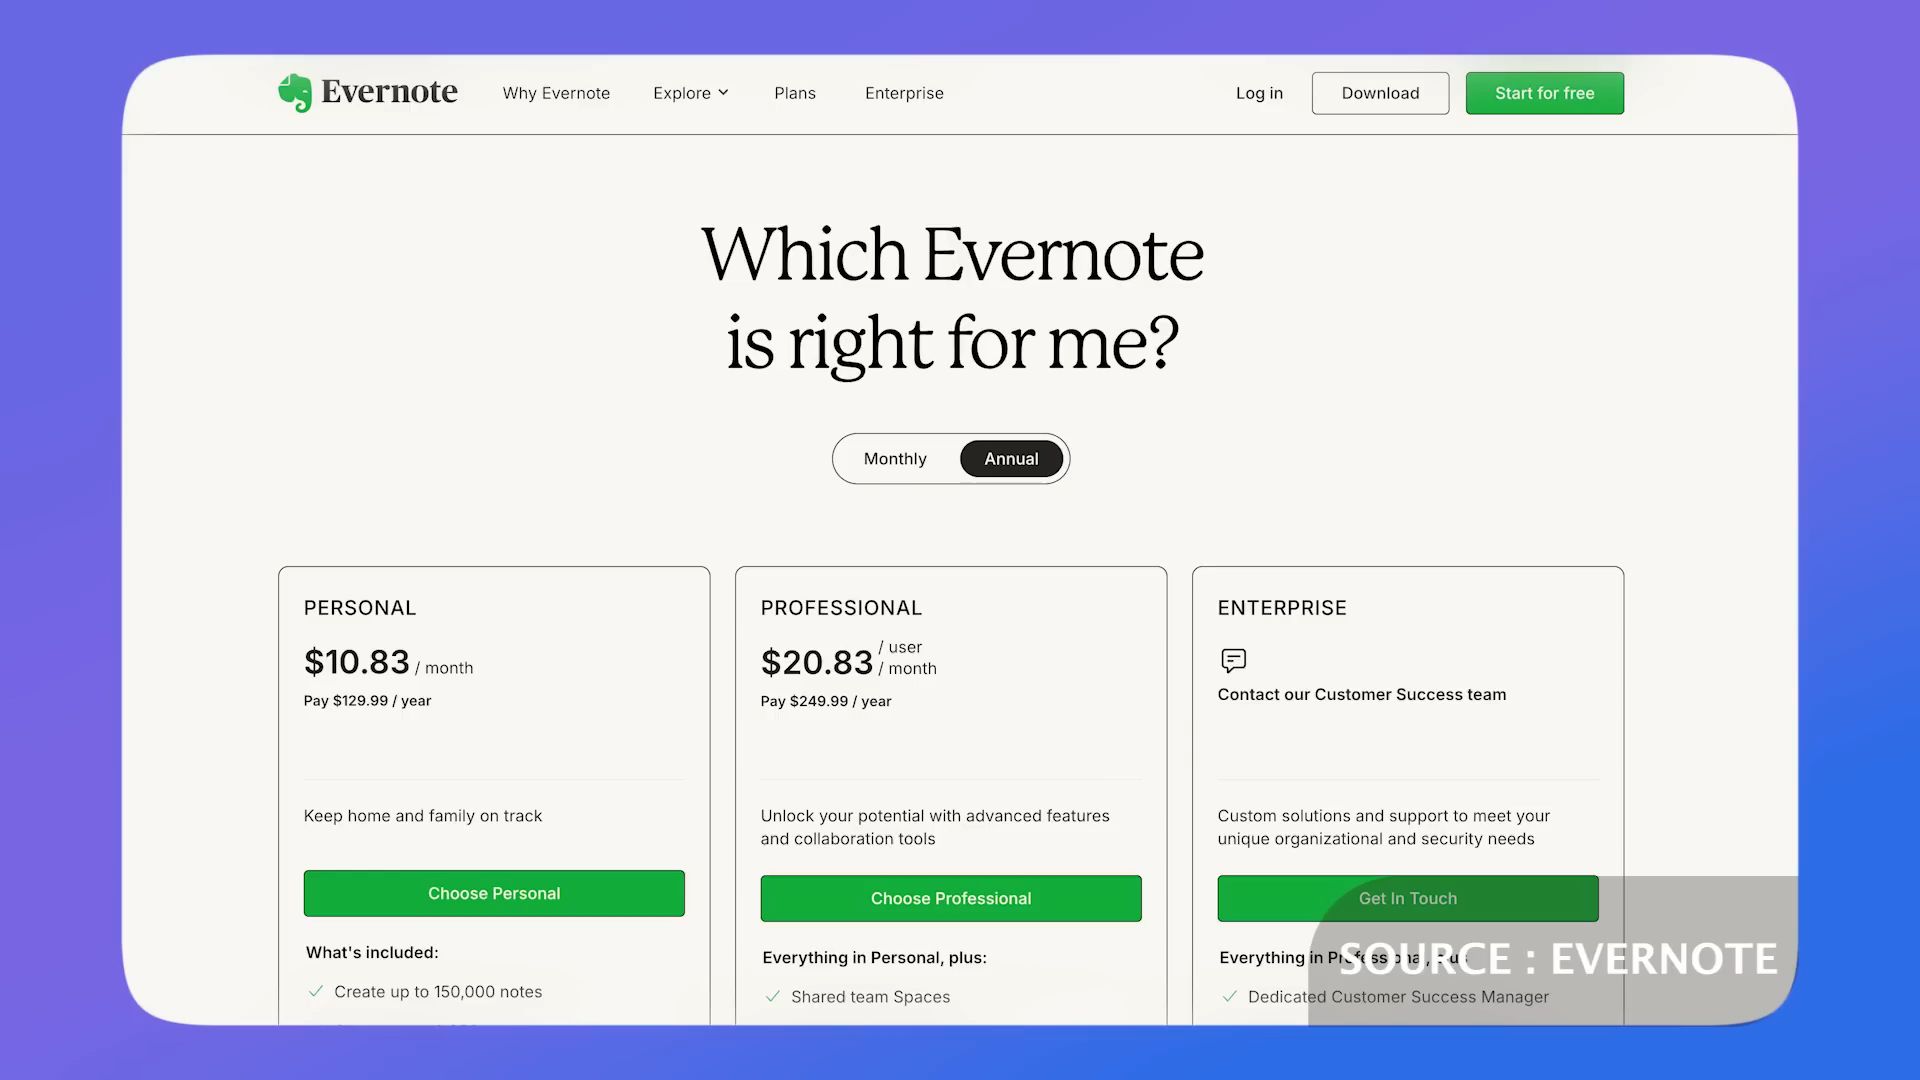 Evernote
Why Evernote
Explore
Plans
Enterprise
Log in
Download
Start for free
Which Evernote
is right for me?
Monthly
Annual
PERSONAL
$10.83 / month
Pay $129.99 / year
Keep home and family on track
Choose Personal
What's included:
Create up to 150,000 notes
PROFESSIONAL
$20.83 / user / month
Pay $249.99 / year
Unlock your potential with advanced features
and collaboration tools
Choose Professional
Everything in Personal, plus:
Shared team Spaces
ENTERPRISE
Contact our Customer Success team
Custom solutions and support to meet your
unique organizational and security needs
Get In Touch
Everything in Professional, plus
Dedicated Customer Success Manager
SOURCE : EVERNOTE